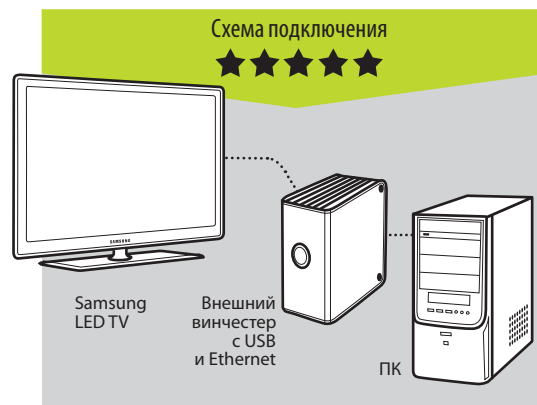 Схема подключения
SAMSUNG
Samsung
LED TV
Внешний
винчестер
с USB
и Ethernet
ПК